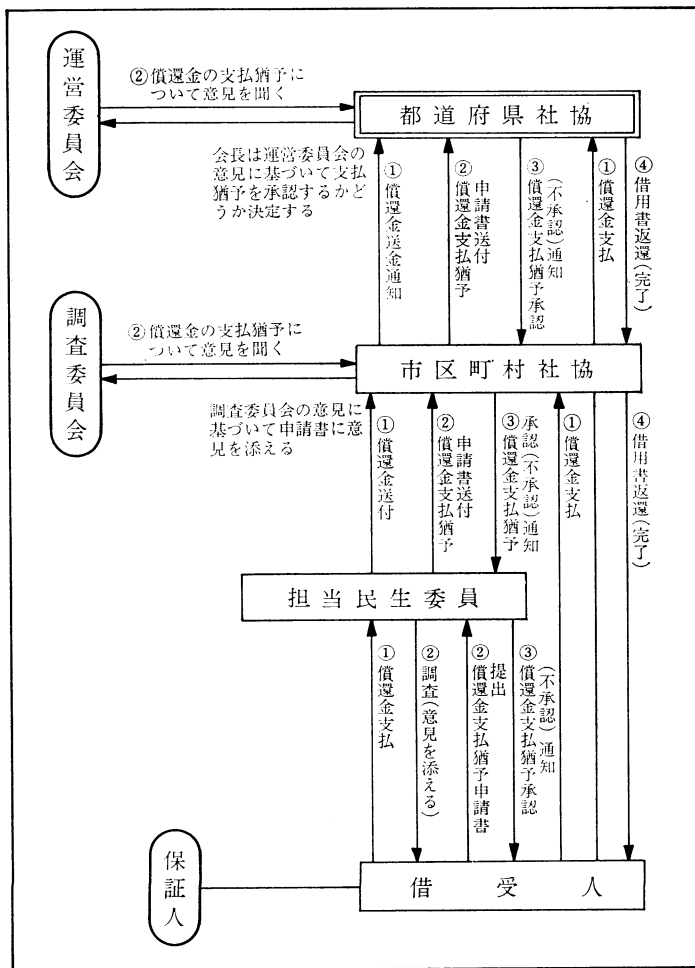 運営委員会
②償還金の支払猶予に
ついて意見を聞く
都道府県社協
会長は運営委員会の
意見に基づいて支払
猶予を承認するかど
うか決定する
①償還金送金通知
②償還金支払猶予
申請書送付
③償還金支払猶予承認
(不承認)通知
①償還金支払
④借用書返還(完了)
調査委員会
②償還金の支払猶予に
ついて意見を聞く
市区町村社協
調査委員会の意見に
基づいて申請書に意
見を添える
①償還金送付
②償還金支払猶予
申請書送付
③償還金支払猶予
承認(不承認)通知
①償還金支払
④借用書返還(完了)
担当民生委員
①償還金支払
②調査(意見を添える)
②償還金支払猶予申請書
提出
③償還金支払猶予承認
(不承認)通知
保証人
借受人